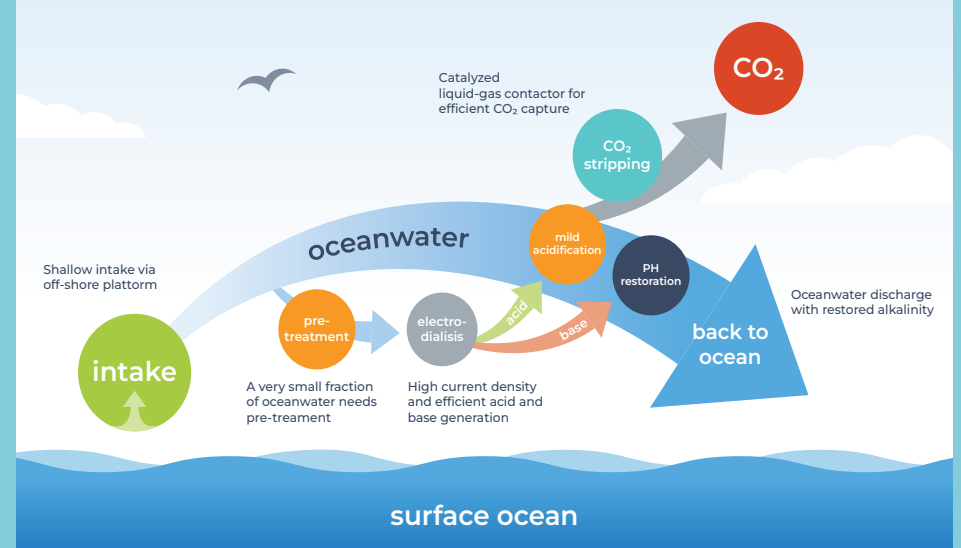 CO₂
Catalyzed
liquid-gas contactor for
efficient CO₂ capture
CO₂
stripping
oceanwater
mild
acidification
PH
restoration
Shallow intake via
off-shore plattorm
Oceanwater discharge
with restored alkalinity
pre-
treatment
electro-
dialisis
acid
base
back to
ocean
intake
A very small fraction
of oceanwater needs
pre-treament
High current density
and efficient acid and
base generation
surface ocean